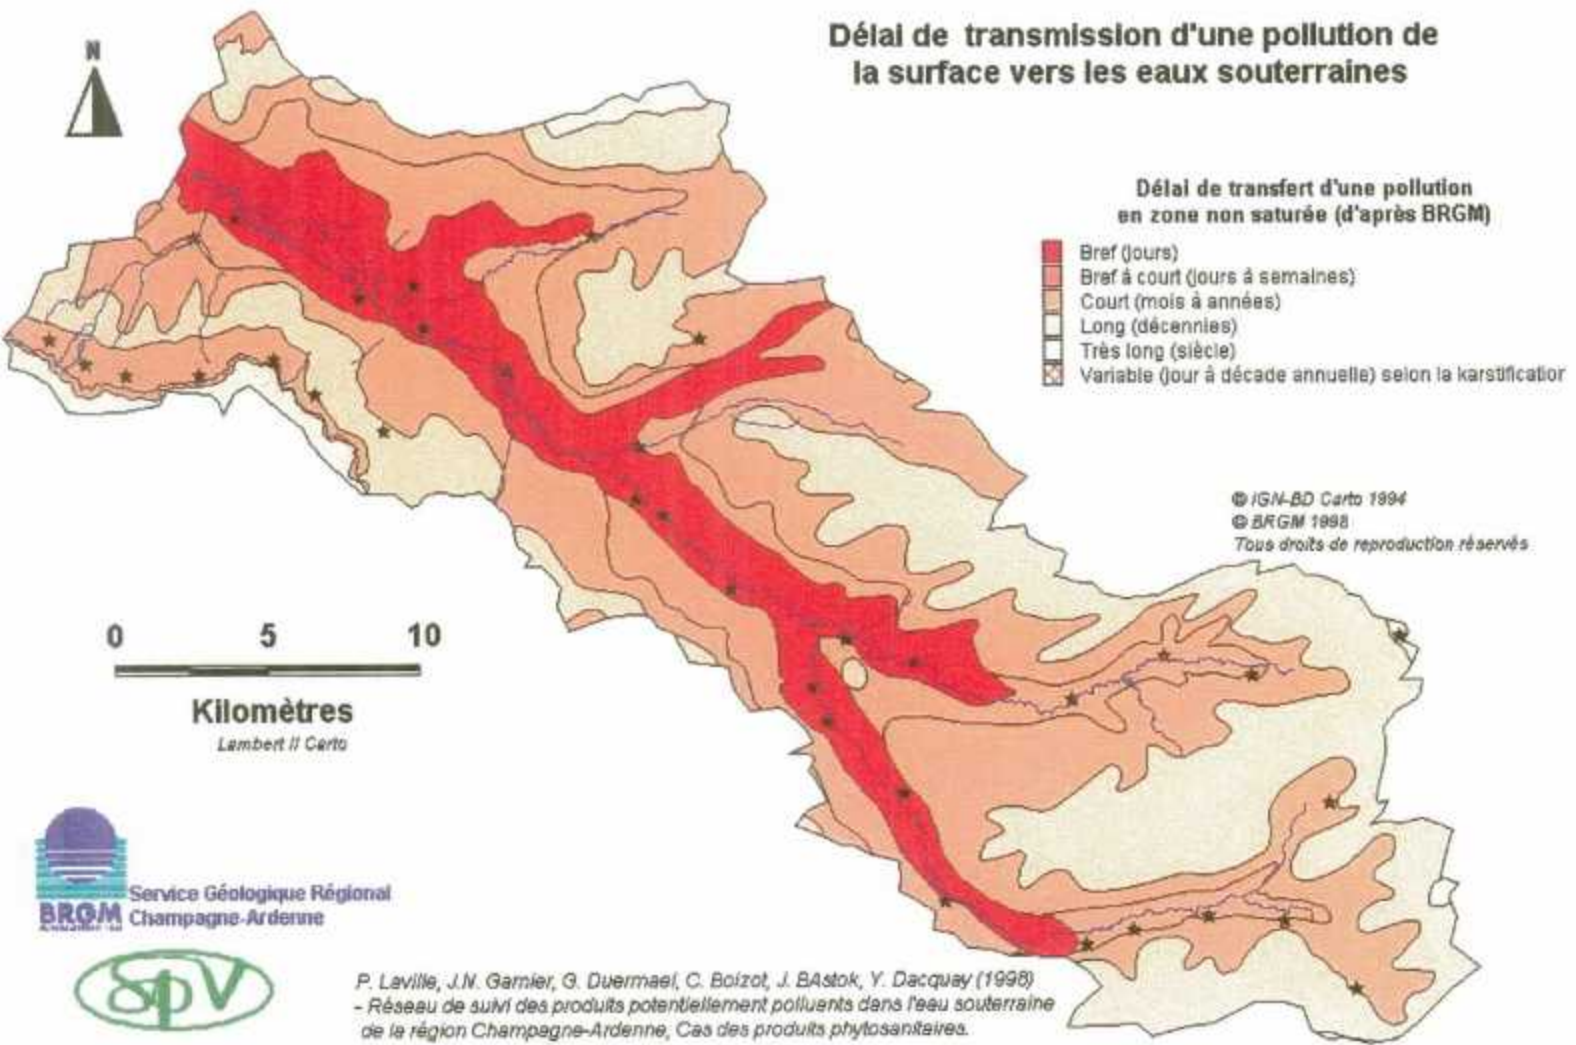 Délai de transmission d'une pollution de
la surface vers les eaux souterraines
N
Délai de transfert d'une pollution
en zone non saturée (d'après BRGM)
Bref (jours)
Bref à court (jours à semaines)
Court (mois à années)
Long (décennies)
Très long (siècle)
Variable (jour à décade annuelle) selon la karstification
© IGN-BD Carto 1994
© BRGM 1998
Tous droits de reproduction réservés
0 5 10
Kilomètres
Lambert II Carto
BRGM
Service Géologique Régional
Champagne-Ardenne
SpV
P. Laville, J.N. Garnier, G. Duermael, C. Boizot, J. BAstok, Y. Dacquay (1998)
- Réseau de suivi des produits potentiellement polluants dans l'eau souterraine
de la région Champagne-Ardenne, Cas des produits phytosanitaires.